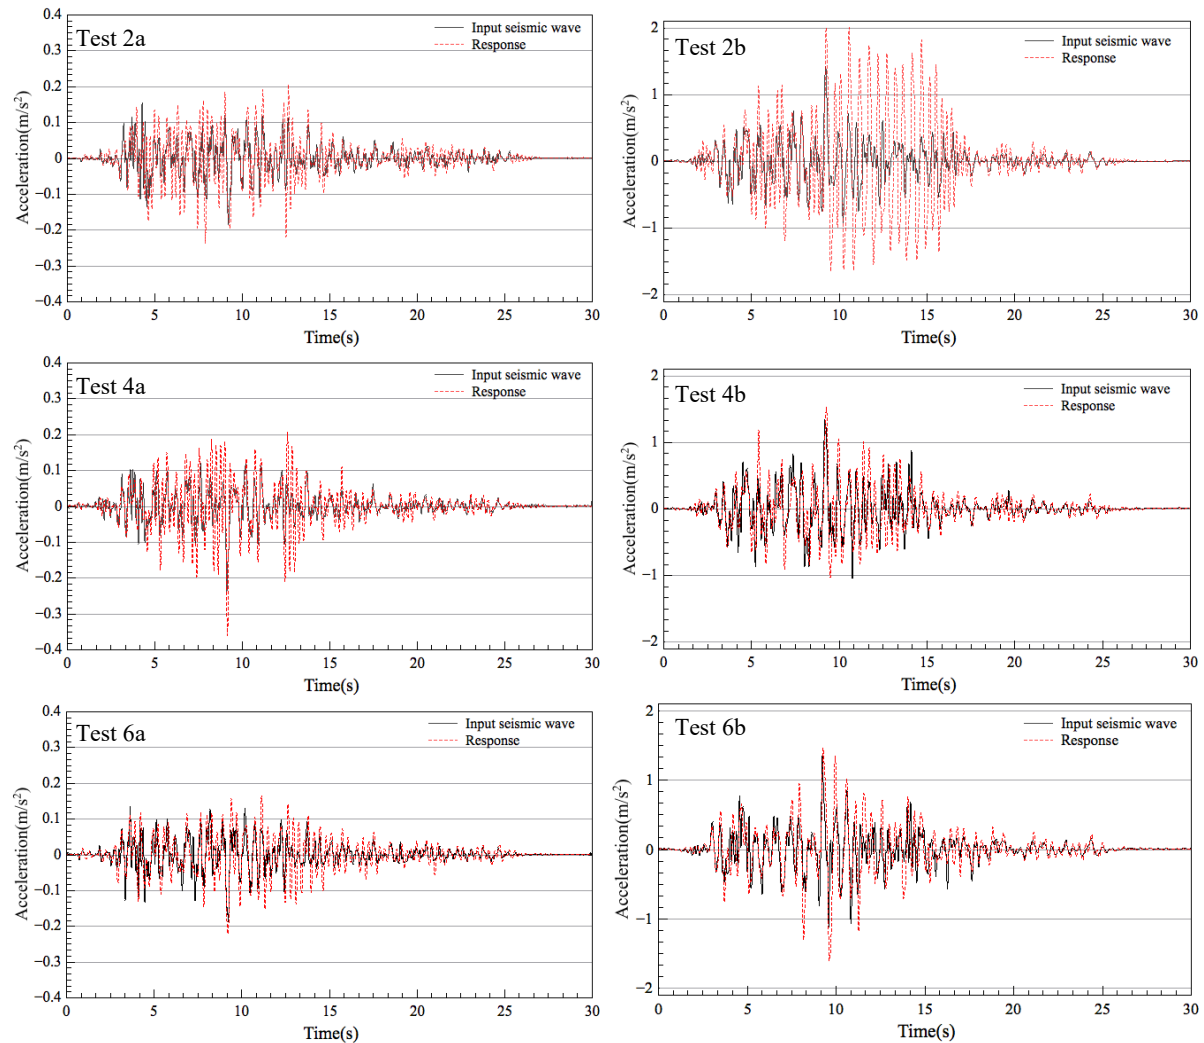 Test 2a
Input seismic wave
Response
Acceleration(m/s²)
0.4
0.3
0.2
0.1
0
−0.1
−0.2
−0.3
−0.4
0 5 10 15 20 25 30
Time(s)
Test 2b
Input seismic wave
Response
Acceleration(m/s²)
2
1
0
−1
−2
0 5 10 15 20 25 30
Time(s)
Test 4a
Input seismic wave
Response
Acceleration(m/s²)
0.4
0.3
0.2
0.1
0
−0.1
−0.2
−0.3
−0.4
0 5 10 15 20 25 30
Time(s)
Test 4b
Input seismic wave
Response
Acceleration(m/s²)
2
1
0
−1
−2
0 5 10 15 20 25 30
Time(s)
Test 6a
Input seismic wave
Response
Acceleration(m/s²)
0.4
0.3
0.2
0.1
0
−0.1
−0.2
−0.3
−0.4
0 5 10 15 20 25 30
Time(s)
Test 6b
Input seismic wave
Response
Acceleration(m/s²)
2
1
0
−1
−2
0 5 10 15 20 25 30
Time(s)